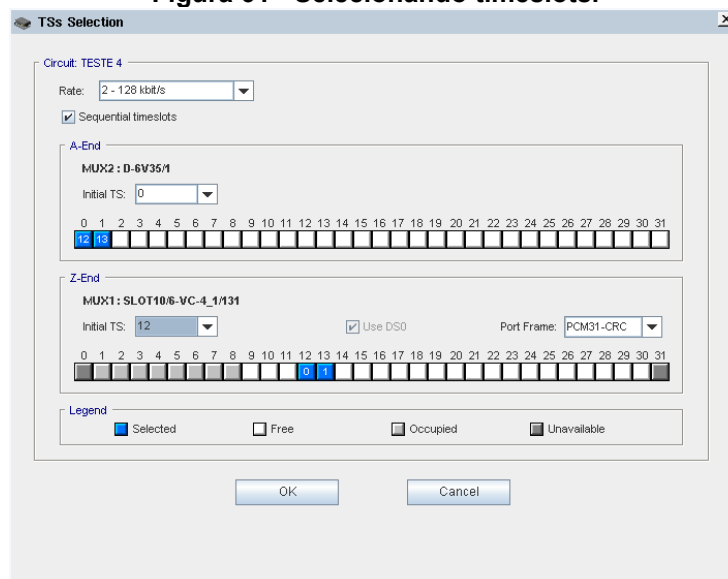 TSs Selection
Circuit: TESTE 4
Rate: 2 - 128 kbit/s
Sequential timeslots
A-End
MUX2 : D-6V35/1
Initial TS: 0
0 1 2 3 4 5 6 7 8 9 10 11 12 13 14 15 16 17 18 19 20 21 22 23 24 25 26 27 28 29 30 31
12 13
Z-End
MUX1 : SLOT10/6-VC-4_1/131
Initial TS: 12 Use DS0 Port Frame: PCM31-CRC
0 1 2 3 4 5 6 7 8 9 10 11 12 13 14 15 16 17 18 19 20 21 22 23 24 25 26 27 28 29 30 31
0 1
Legend
Selected Free Occupied Unavailable
OK Cancel